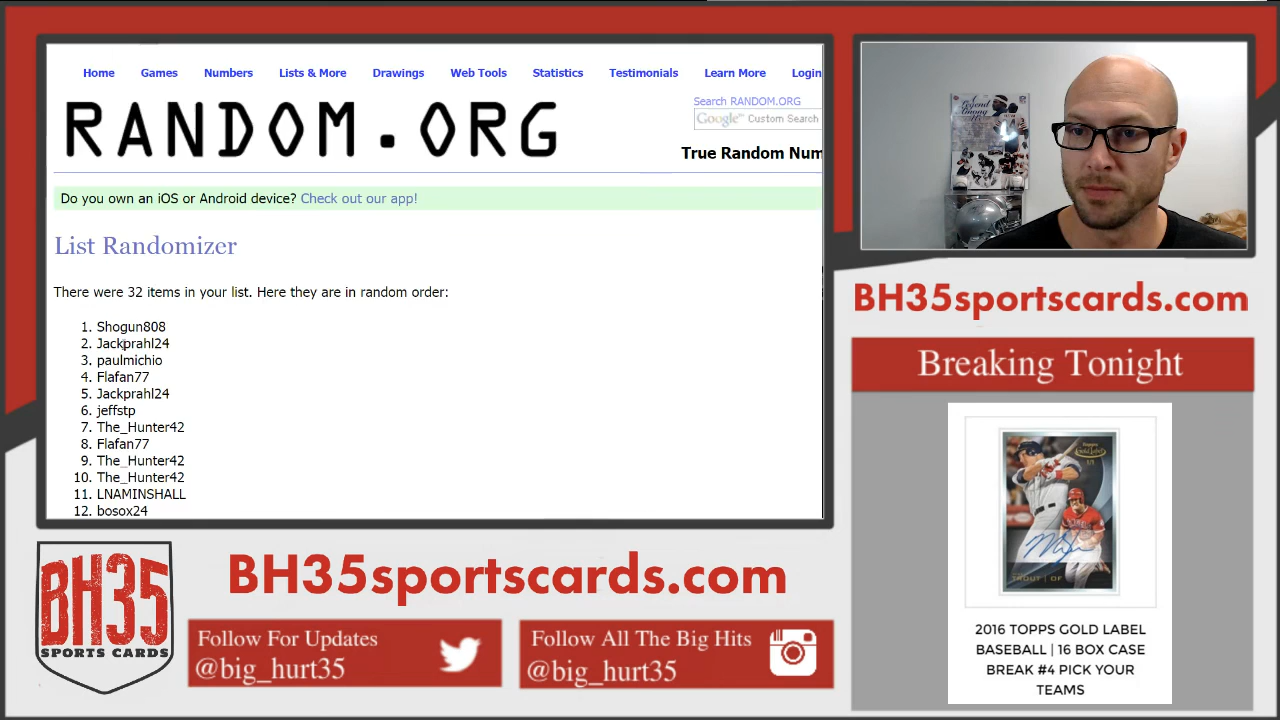 Home Games Numbers Lists & More Drawings Web Tools Statistics Testimonials Learn More Login
RANDOM.ORG
Search RANDOM.ORG
Google™ Custom Search
True Random Num
Do you own an iOS or Android device? Check out our app!
List Randomizer
There were 32 items in your list. Here they are in random order:
1. Shogun808
2. Jackprahl24
3. paulmichio
4. Flafan77
5. Jackprahl24
6. jeffstp
7. The_Hunter42
8. Flafan77
9. The_Hunter42
10. The_Hunter42
11. LNAMINSHALL
12. bosox24
BH35sportscards.com
Breaking Tonight
TROUT | OF
2016 TOPPS GOLD LABEL
BASEBALL | 16 BOX CASE
BREAK #4 PICK YOUR
TEAMS
BH35
SPORTS CARDS
BH35sportscards.com
Follow For Updates
@big_hurt35
Follow All The Big Hits
@big_hurt35